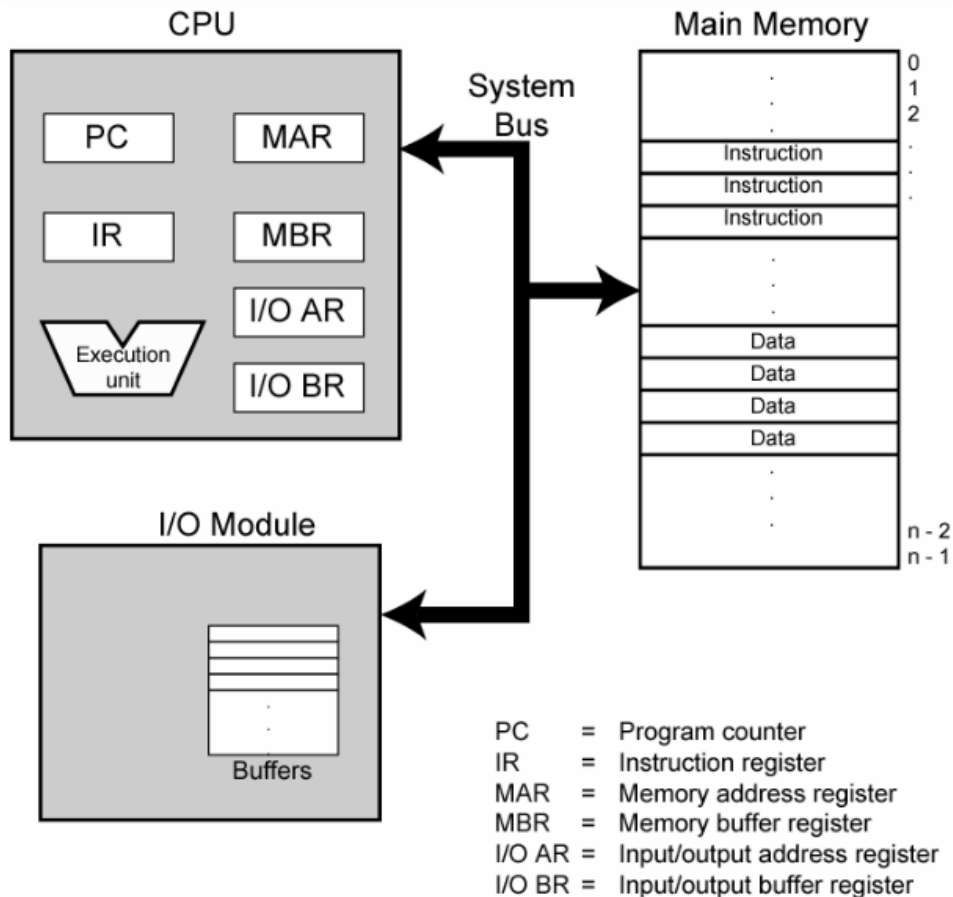 CPU
PC
MAR
IR
MBR
I/O AR
I/O BR
Execution
unit
System
Bus
Main Memory
0
1
2
.
.
.
Instruction
Instruction
Instruction
.
.
.
Data
Data
Data
Data
.
.
.
n - 2
n - 1
I/O Module
.
.
.
Buffers
PC = Program counter
IR = Instruction register
MAR = Memory address register
MBR = Memory buffer register
I/O AR = Input/output address register
I/O BR = Input/output buffer register